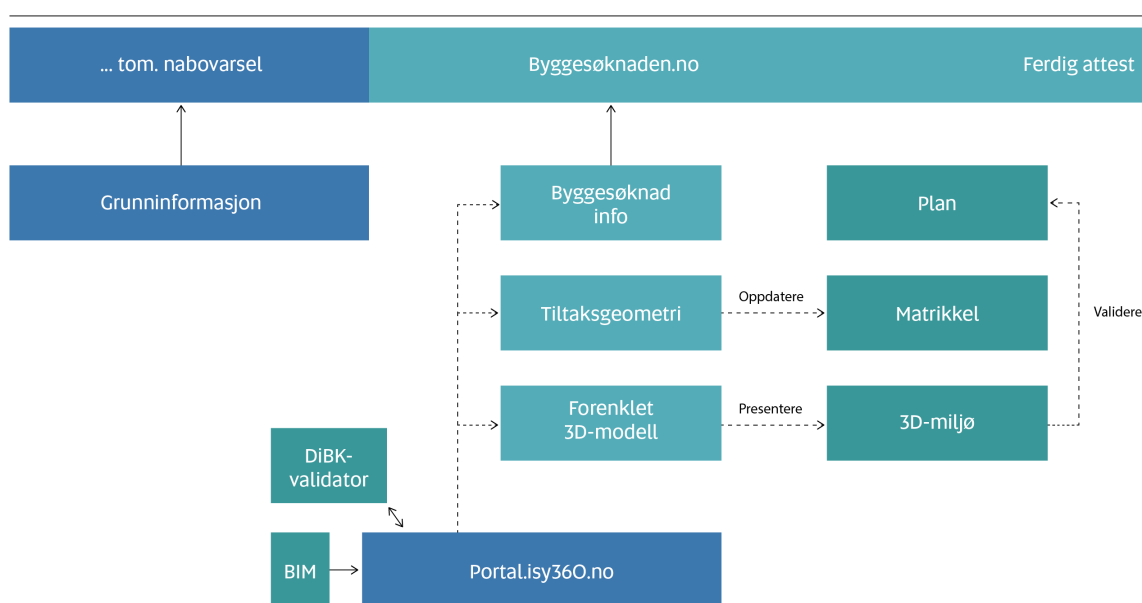 ... tom. nabovarsel
Byggesøknaden.no
Ferdig attest
Grunninformasjon
Byggesøknad
info
Plan
Tiltaksgeometri
Oppdatere
Matrikkel
Validere
Forenklet
3D-modell
Presentere
3D-miljø
DiBK-
validator
BIM
Portal.isy360.no